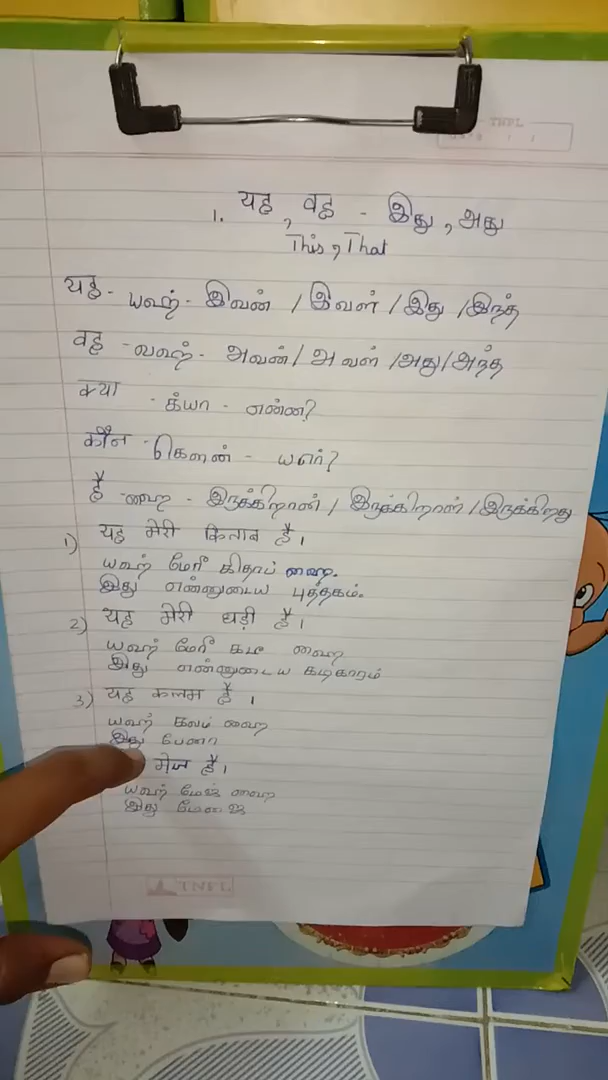 TNPL
1. यह , वह - இது , அது
This , That
यह - யஹ் - இவன் / இவள் / இது / இந்த
वह - வஹ் - அவன் / அவள் / அது / அந்த
क्या - க்யா - என்ன?
कौन - கௌன் - யார்?
है - ஹை - இருக்கிறான் / இருக்கிறாள் / இருக்கிறது
1) यह मेरी किताब है।
யஹ் மேரீ கிதாப் ஹை.
இது என்னுடைய புத்தகம்.
2) यह मेरी घड़ी है।
யஹ் மேரீ கடீ ஹை
இது என்னுடைய கடிகாரம்
3) यह कलम है ।
யஹ் கலம் ஹை
இது பேனா
मेज है।
யஹ் மேஜ் ஹை
இது மேஜை
TNPL